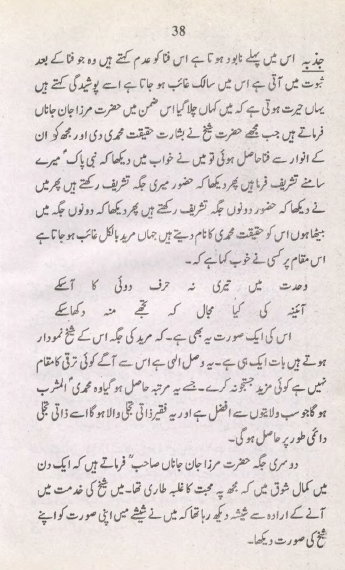 38
جذبہ اس میں پہلے نابود ہوتا ہے اس فنا کو عدم کہتے ہیں وہ جو فنا کے بعد
ثبوت میں آتی ہے اس میں سالک غائب ہو جاتا ہے اسے پوشیدگی کہتے ہیں
یہاں حیرت ہوتی ہے کہ میں کہاں چلا گیا اس ضمن میں حضرت مرزا جان جاناں
فرماتے ہیں جب مجھے حضرت شیخ نے بشارت حقیقت محمدی دی اور مجھ کو ان
کے انوار سے فنا حاصل ہوئی تو میں نے خواب میں دیکھا کہ نبی پاک ؐ میرے
سامنے تشریف فرما ہیں پھر دیکھا کہ حضور میری جگہ تشریف رکھتے ہیں پھر میں
نے دیکھا کہ حضور دونوں جگہ تشریف رکھتے ہیں پھر دیکھا کہ دونوں جگہ میں
بیٹھا ہوں اس کو حقیقت محمدی کا نام دیتے ہیں جہاں مرید بالکل غائب ہو جاتا ہے
اس مقام پر کسی نے خوب کہا ہے کہ۔
وحدت میں تیری نہ حرف دوئی کا آسکے
آئینہ کی کیا مجال کہ تجھے منہ دکھا سکے
اس کی ایک صورت یہ بھی ہے۔ کہ مرید کی جگہ اس کے شیخ نمودار
ہوتے ہیں بات ایک ہی ہے۔ یہ وصل الہی ہے اس سے آگے کوئی ترقی کا مقام
نہیں ہے کوئی مزید جستجو نہ کرے۔ جسے یہ مرتبہ حاصل ہو گیا وہ محمدیؐ المشرب
ہو گا جو سب ولایتوں سے افضل ہے اور یہ فقیر ذاتی تجلی والا ہو گا اسے ذاتی تجلی
دائمی طور پر حاصل ہو گی۔
دوسری جگہ حضرت مرزا جان جاناں صاحبؒ فرماتے ہیں کہ ایک دن
میں کمال شوق میں کہ مجھ پہ محبت کا غلبہ طاری تھا۔ میں شیخ کی خدمت میں
آنے کے ارادہ سے شیشہ دیکھ رہا تھا کہ میں نے شیشے میں اپنی صورت کو اپنے
شیخ کی صورت دیکھا۔